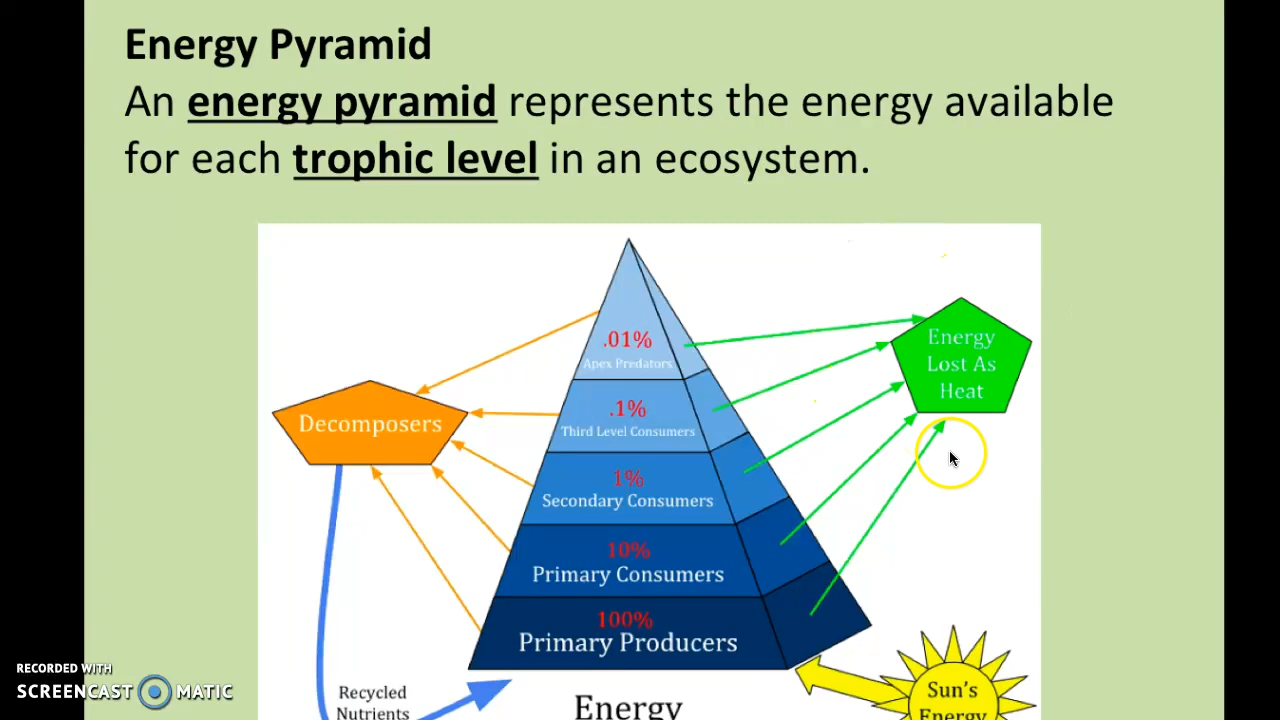 Energy Pyramid
An energy pyramid represents the energy available
for each trophic level in an ecosystem.
.01%
Apex Predators
.1%
Third Level Consumers
1%
Secondary Consumers
10%
Primary Consumers
100%
Primary Producers
Decomposers
Energy
Lost As
Heat
Recycled
Nutrients
Energy
Sun's
Energy
RECORDED WITH
SCREENCAST MATIC